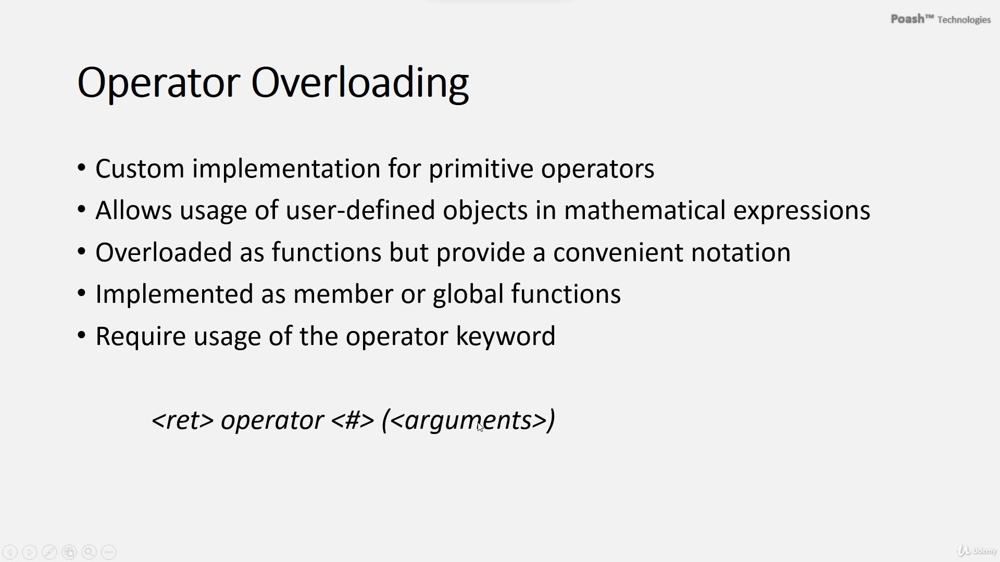 Poash™ Technologies
Operator Overloading
• Custom implementation for primitive operators
• Allows usage of user-defined objects in mathematical expressions
• Overloaded as functions but provide a convenient notation
• Implemented as member or global functions
• Require usage of the operator keyword
<ret> operator <#> (<arguments>)
Udemy